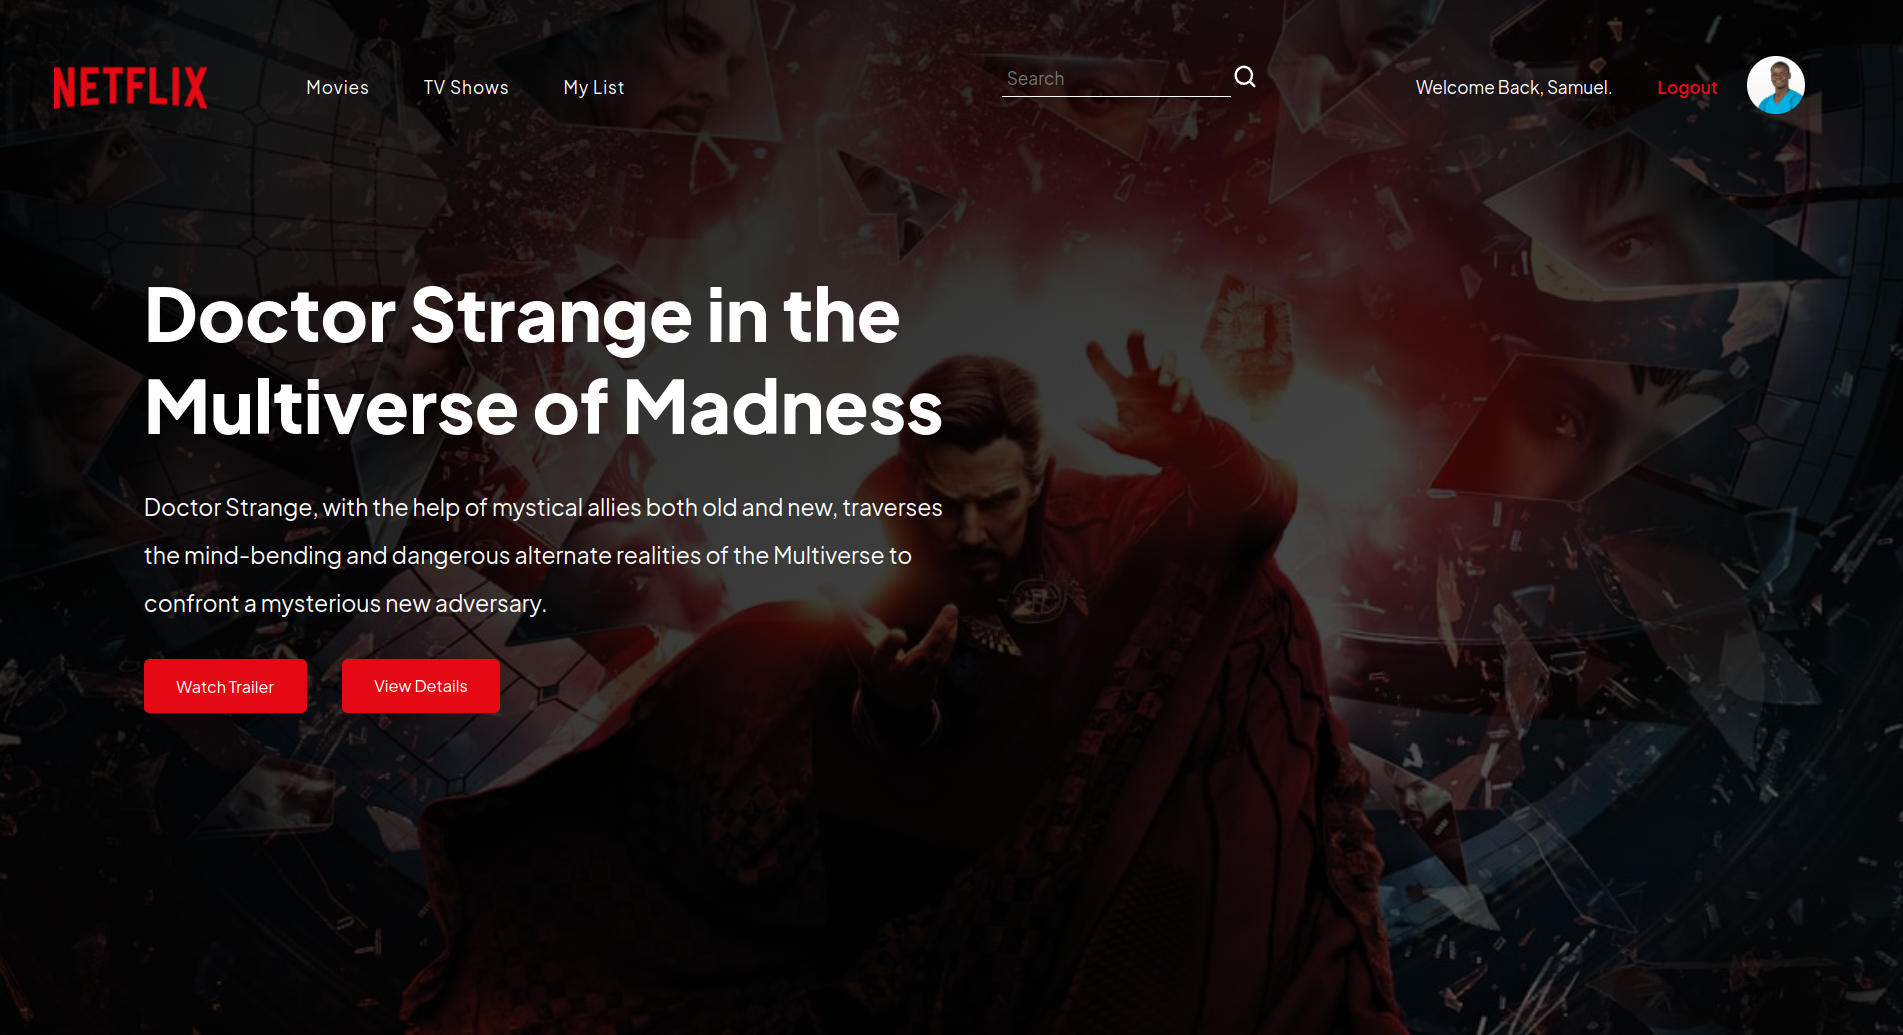 NETFLIX
Movies
TV Shows
My List
Search
Welcome Back, Samuel.
Logout
Doctor Strange in the
Multiverse of Madness
Doctor Strange, with the help of mystical allies both old and new, traverses
the mind-bending and dangerous alternate realities of the Multiverse to
confront a mysterious new adversary.
Watch Trailer
View Details